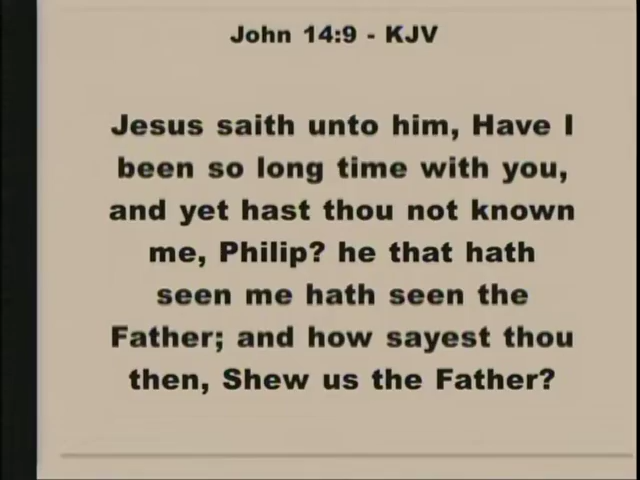 John 14:9 - KJV
Jesus saith unto him, Have I
been so long time with you,
and yet hast thou not known
me, Philip? he that hath
seen me hath seen the
Father; and how sayest thou
then, Shew us the Father?